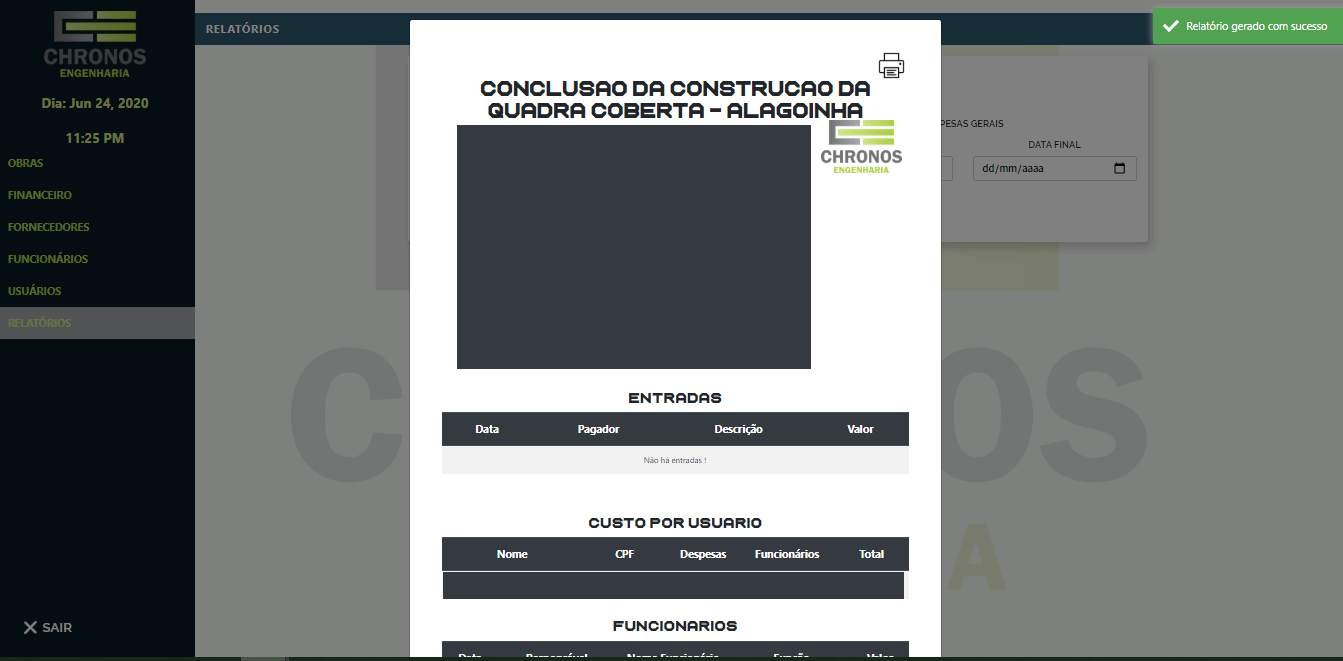 CHRONOS
ENGENHARIA
Dia: Jun 24, 2020
11:25 PM
OBRAS
FINANCEIRO
FORNECEDORES
FUNCIONÁRIOS
USUÁRIOS
RELATÓRIOS
SAIR
RELATÓRIOS
Relatório gerado com sucesso
PESAS GERAIS
DATA FINAL
dd/mm/aaaa
CONCLUSAO DA CONSTRUCAO DA
QUADRA COBERTA - ALAGOINHA
CHRONOS
ENGENHARIA
ENTRADAS
Data Pagador Descrição Valor
Não há entradas !
CUSTO POR USUARIO
Nome CPF Despesas Funcionários Total
FUNCIONARIOS
Data Responsável Nome Funcionário Função Valor
C OS
A